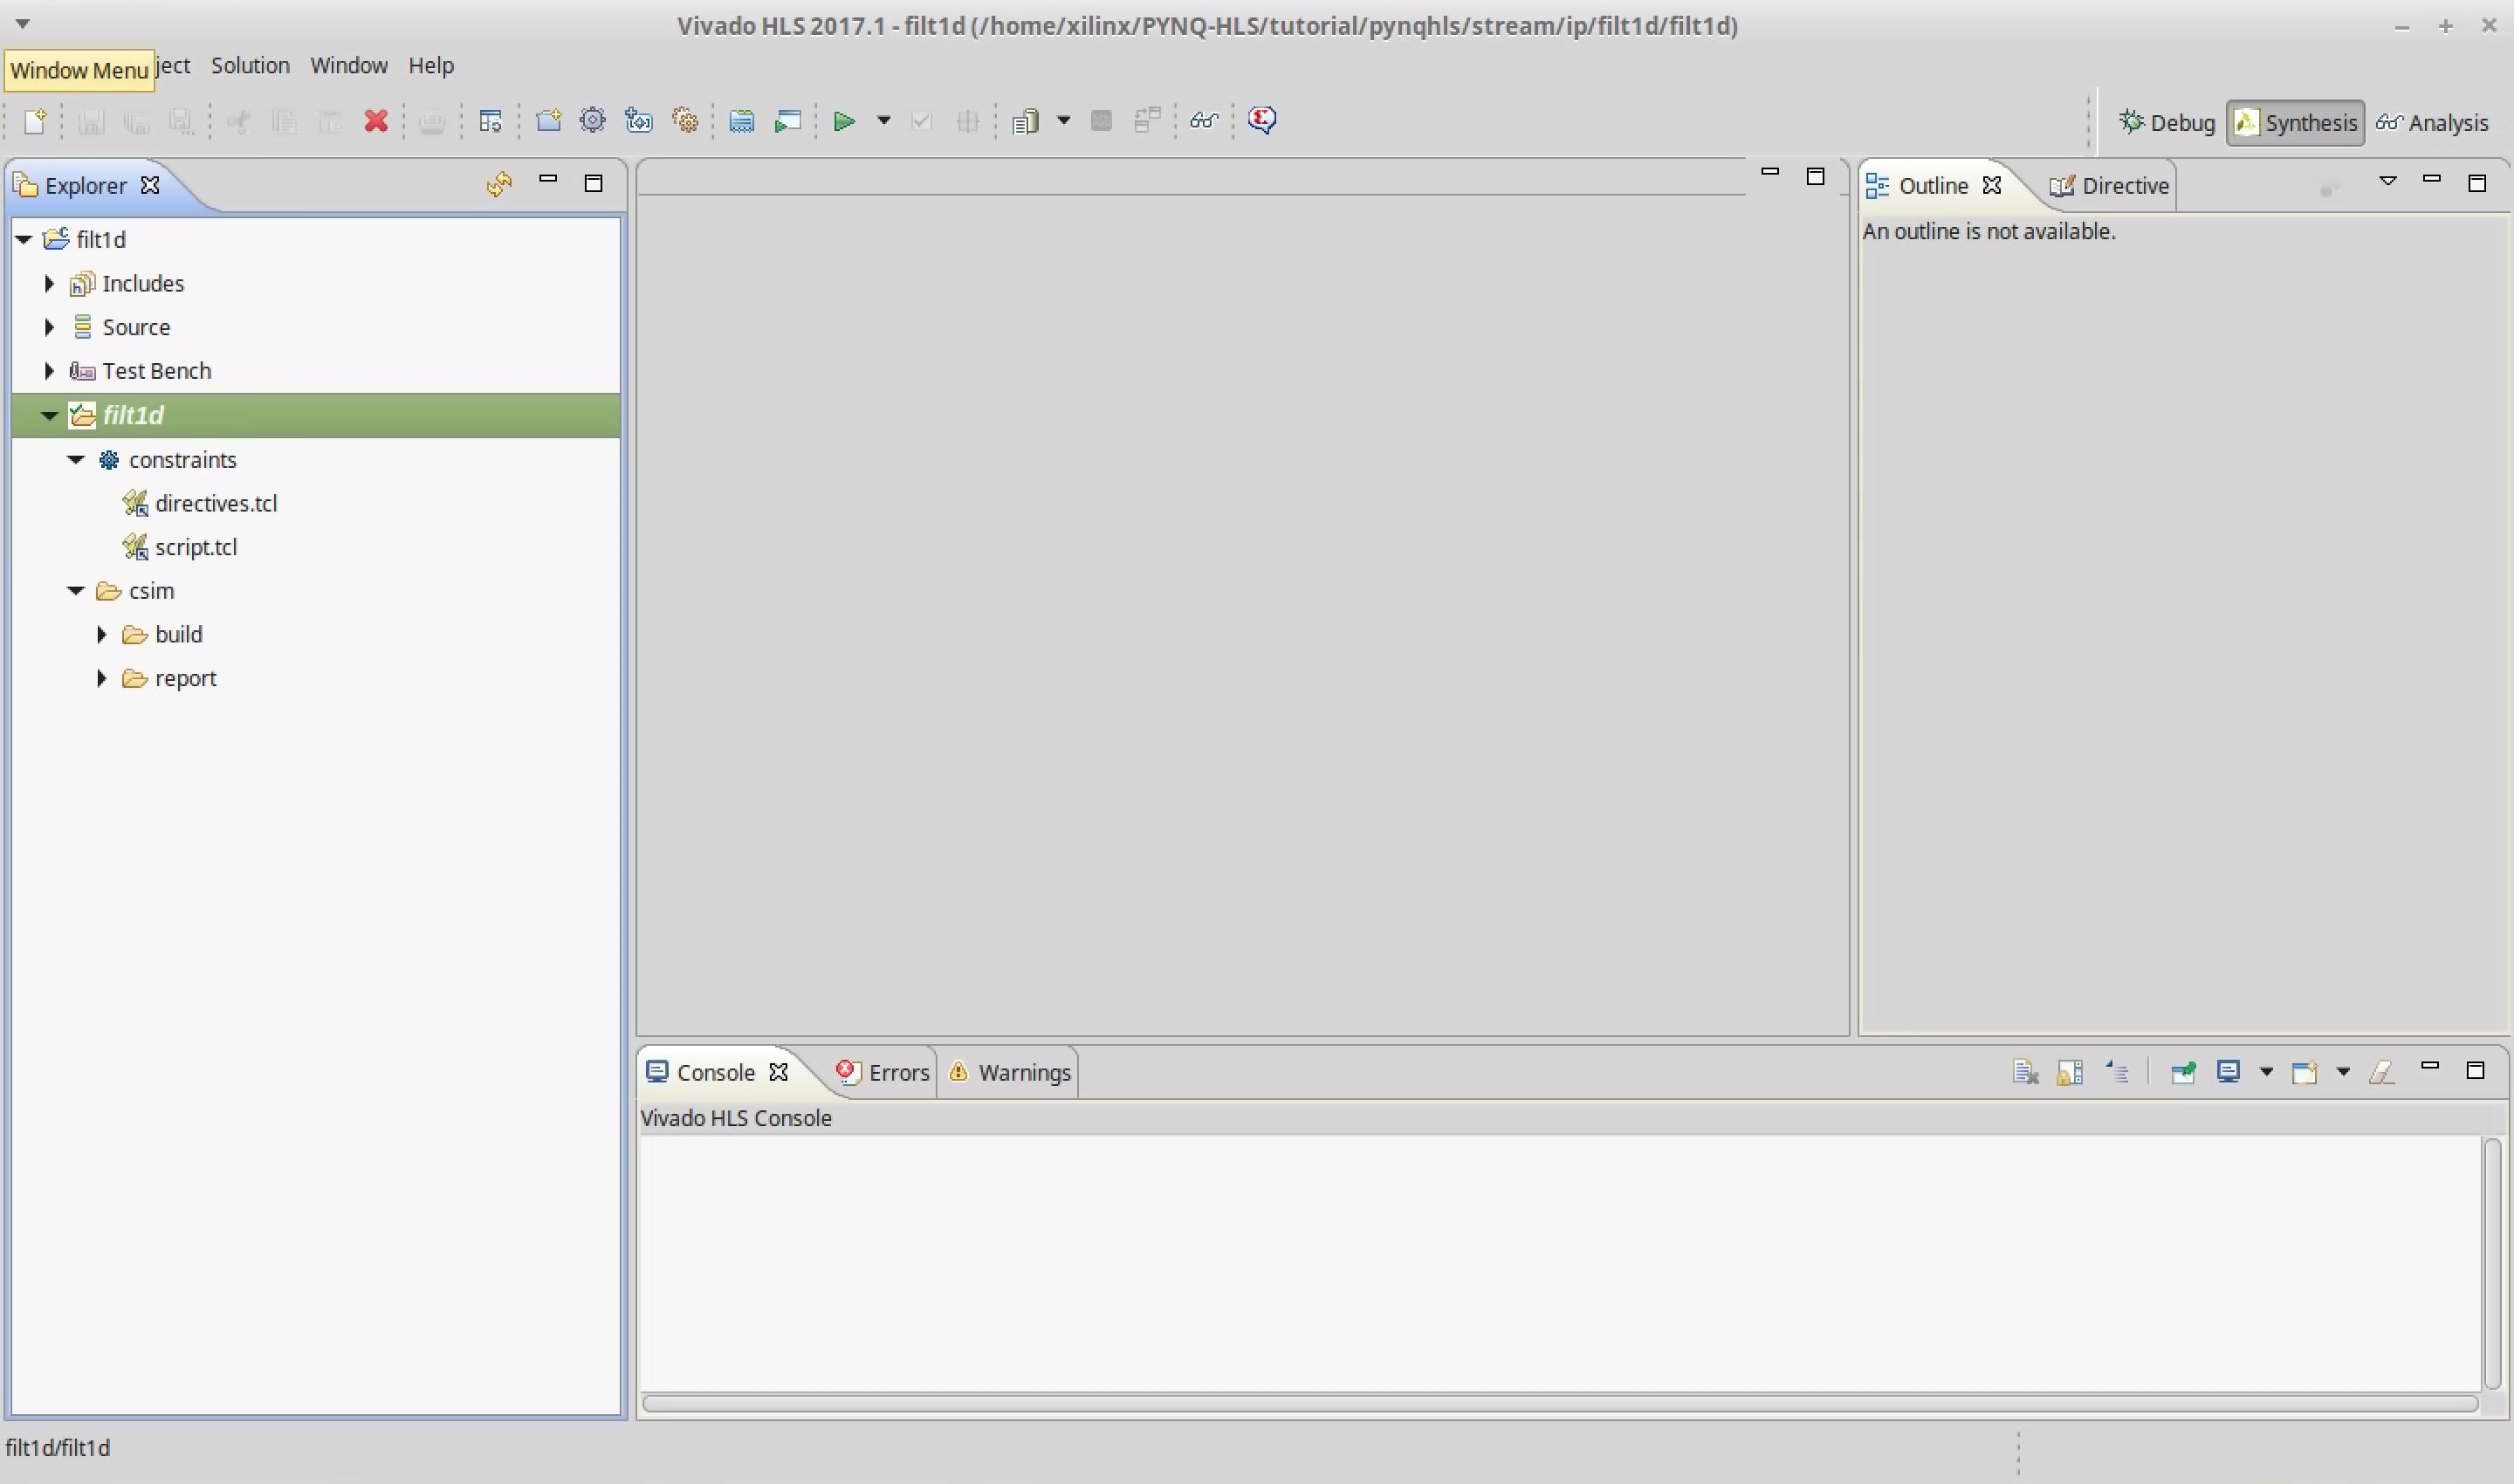 Vivado HLS 2017.1 - filt1d (/home/xilinx/PYNQ-HLS/tutorial/pynqhls/stream/ip/filt1d/filt1d)
Window Menu ject Solution Window Help
Debug Synthesis Analysis
Explorer
Outline Directive
An outline is not available.
filt1d
Includes
Source
Test Bench
filt1d
constraints
directives.tcl
script.tcl
csim
build
report
Console Errors Warnings
Vivado HLS Console
filt1d/filt1d